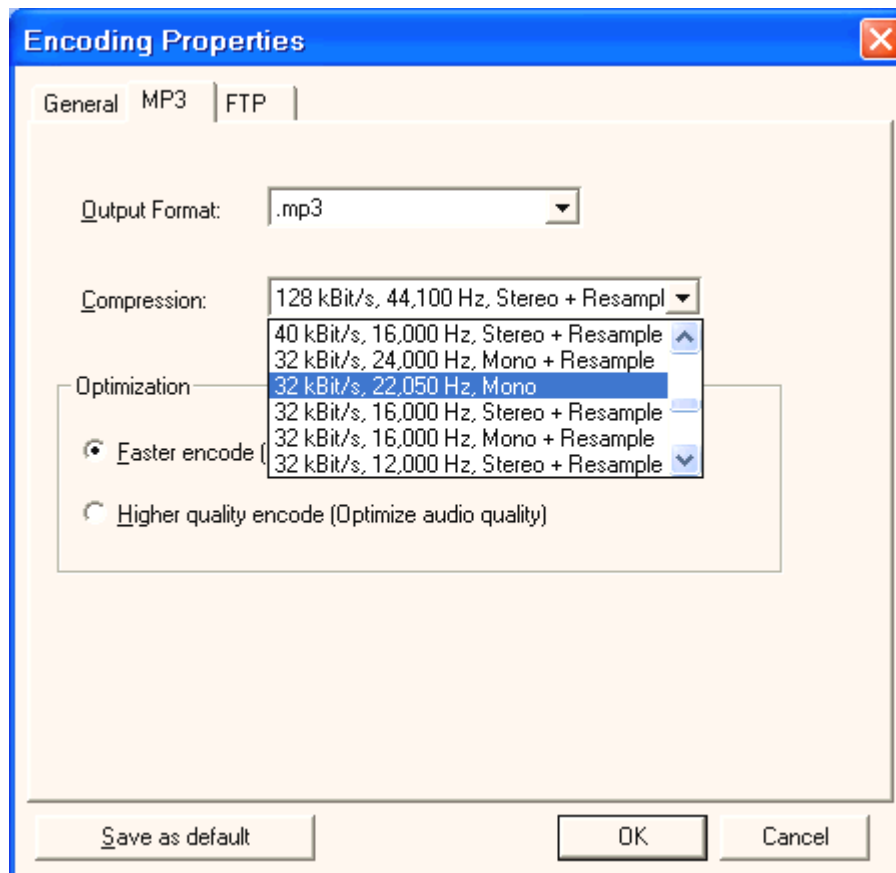 Encoding Properties
General MP3 FTP
Output Format: .mp3
Compression: 128 kBit/s, 44,100 Hz, Stereo + Resampl
40 kBit/s, 16,000 Hz, Stereo + Resample
32 kBit/s, 24,000 Hz, Mono + Resample
Optimization 32 kBit/s, 22,050 Hz, Mono
32 kBit/s, 16,000 Hz, Stereo + Resample
32 kBit/s, 16,000 Hz, Mono + Resample
Faster encode (
32 kBit/s, 12,000 Hz, Stereo + Resample
Higher quality encode (Optimize audio quality)
Save as default OK Cancel